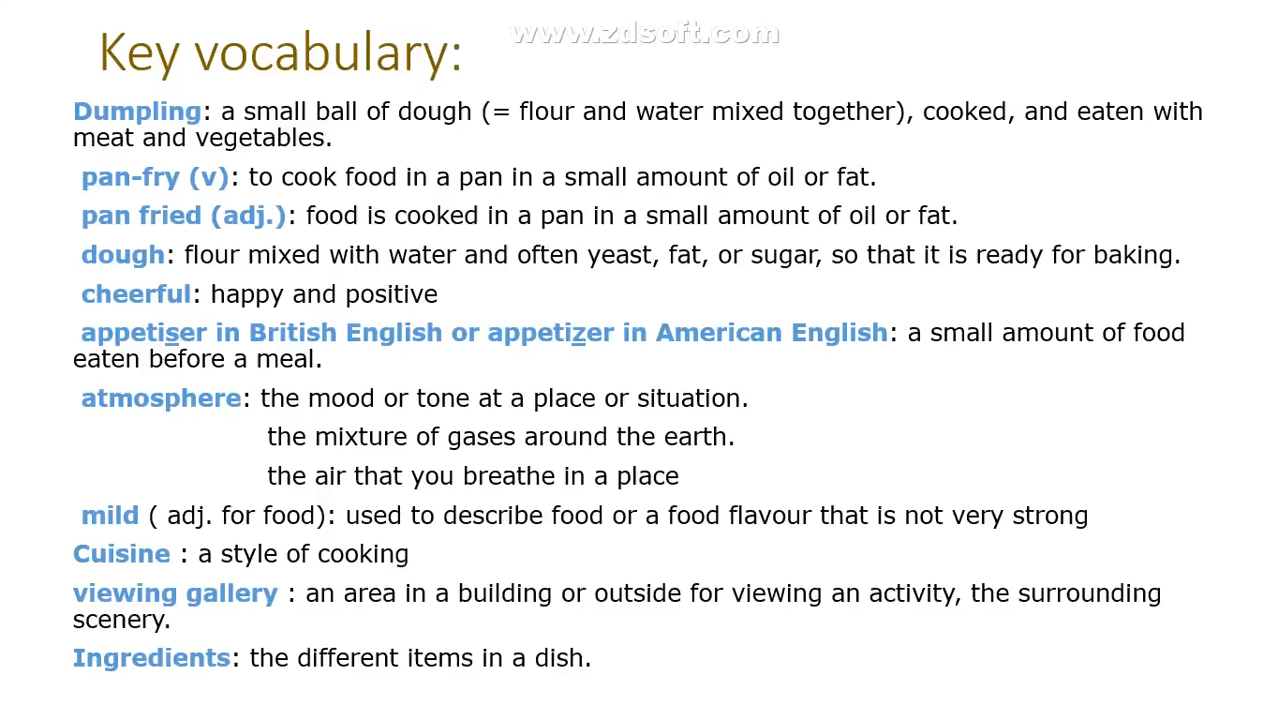 www.zdsoft.com
Key vocabulary:
Dumpling: a small ball of dough (= flour and water mixed together), cooked, and eaten with
meat and vegetables.
pan-fry (v): to cook food in a pan in a small amount of oil or fat.
pan fried (adj.): food is cooked in a pan in a small amount of oil or fat.
dough: flour mixed with water and often yeast, fat, or sugar, so that it is ready for baking.
cheerful: happy and positive
appetiser in British English or appetizer in American English: a small amount of food
eaten before a meal.
atmosphere: the mood or tone at a place or situation.
the mixture of gases around the earth.
the air that you breathe in a place
mild ( adj. for food): used to describe food or a food flavour that is not very strong
Cuisine : a style of cooking
viewing gallery : an area in a building or outside for viewing an activity, the surrounding
scenery.
Ingredients: the different items in a dish.